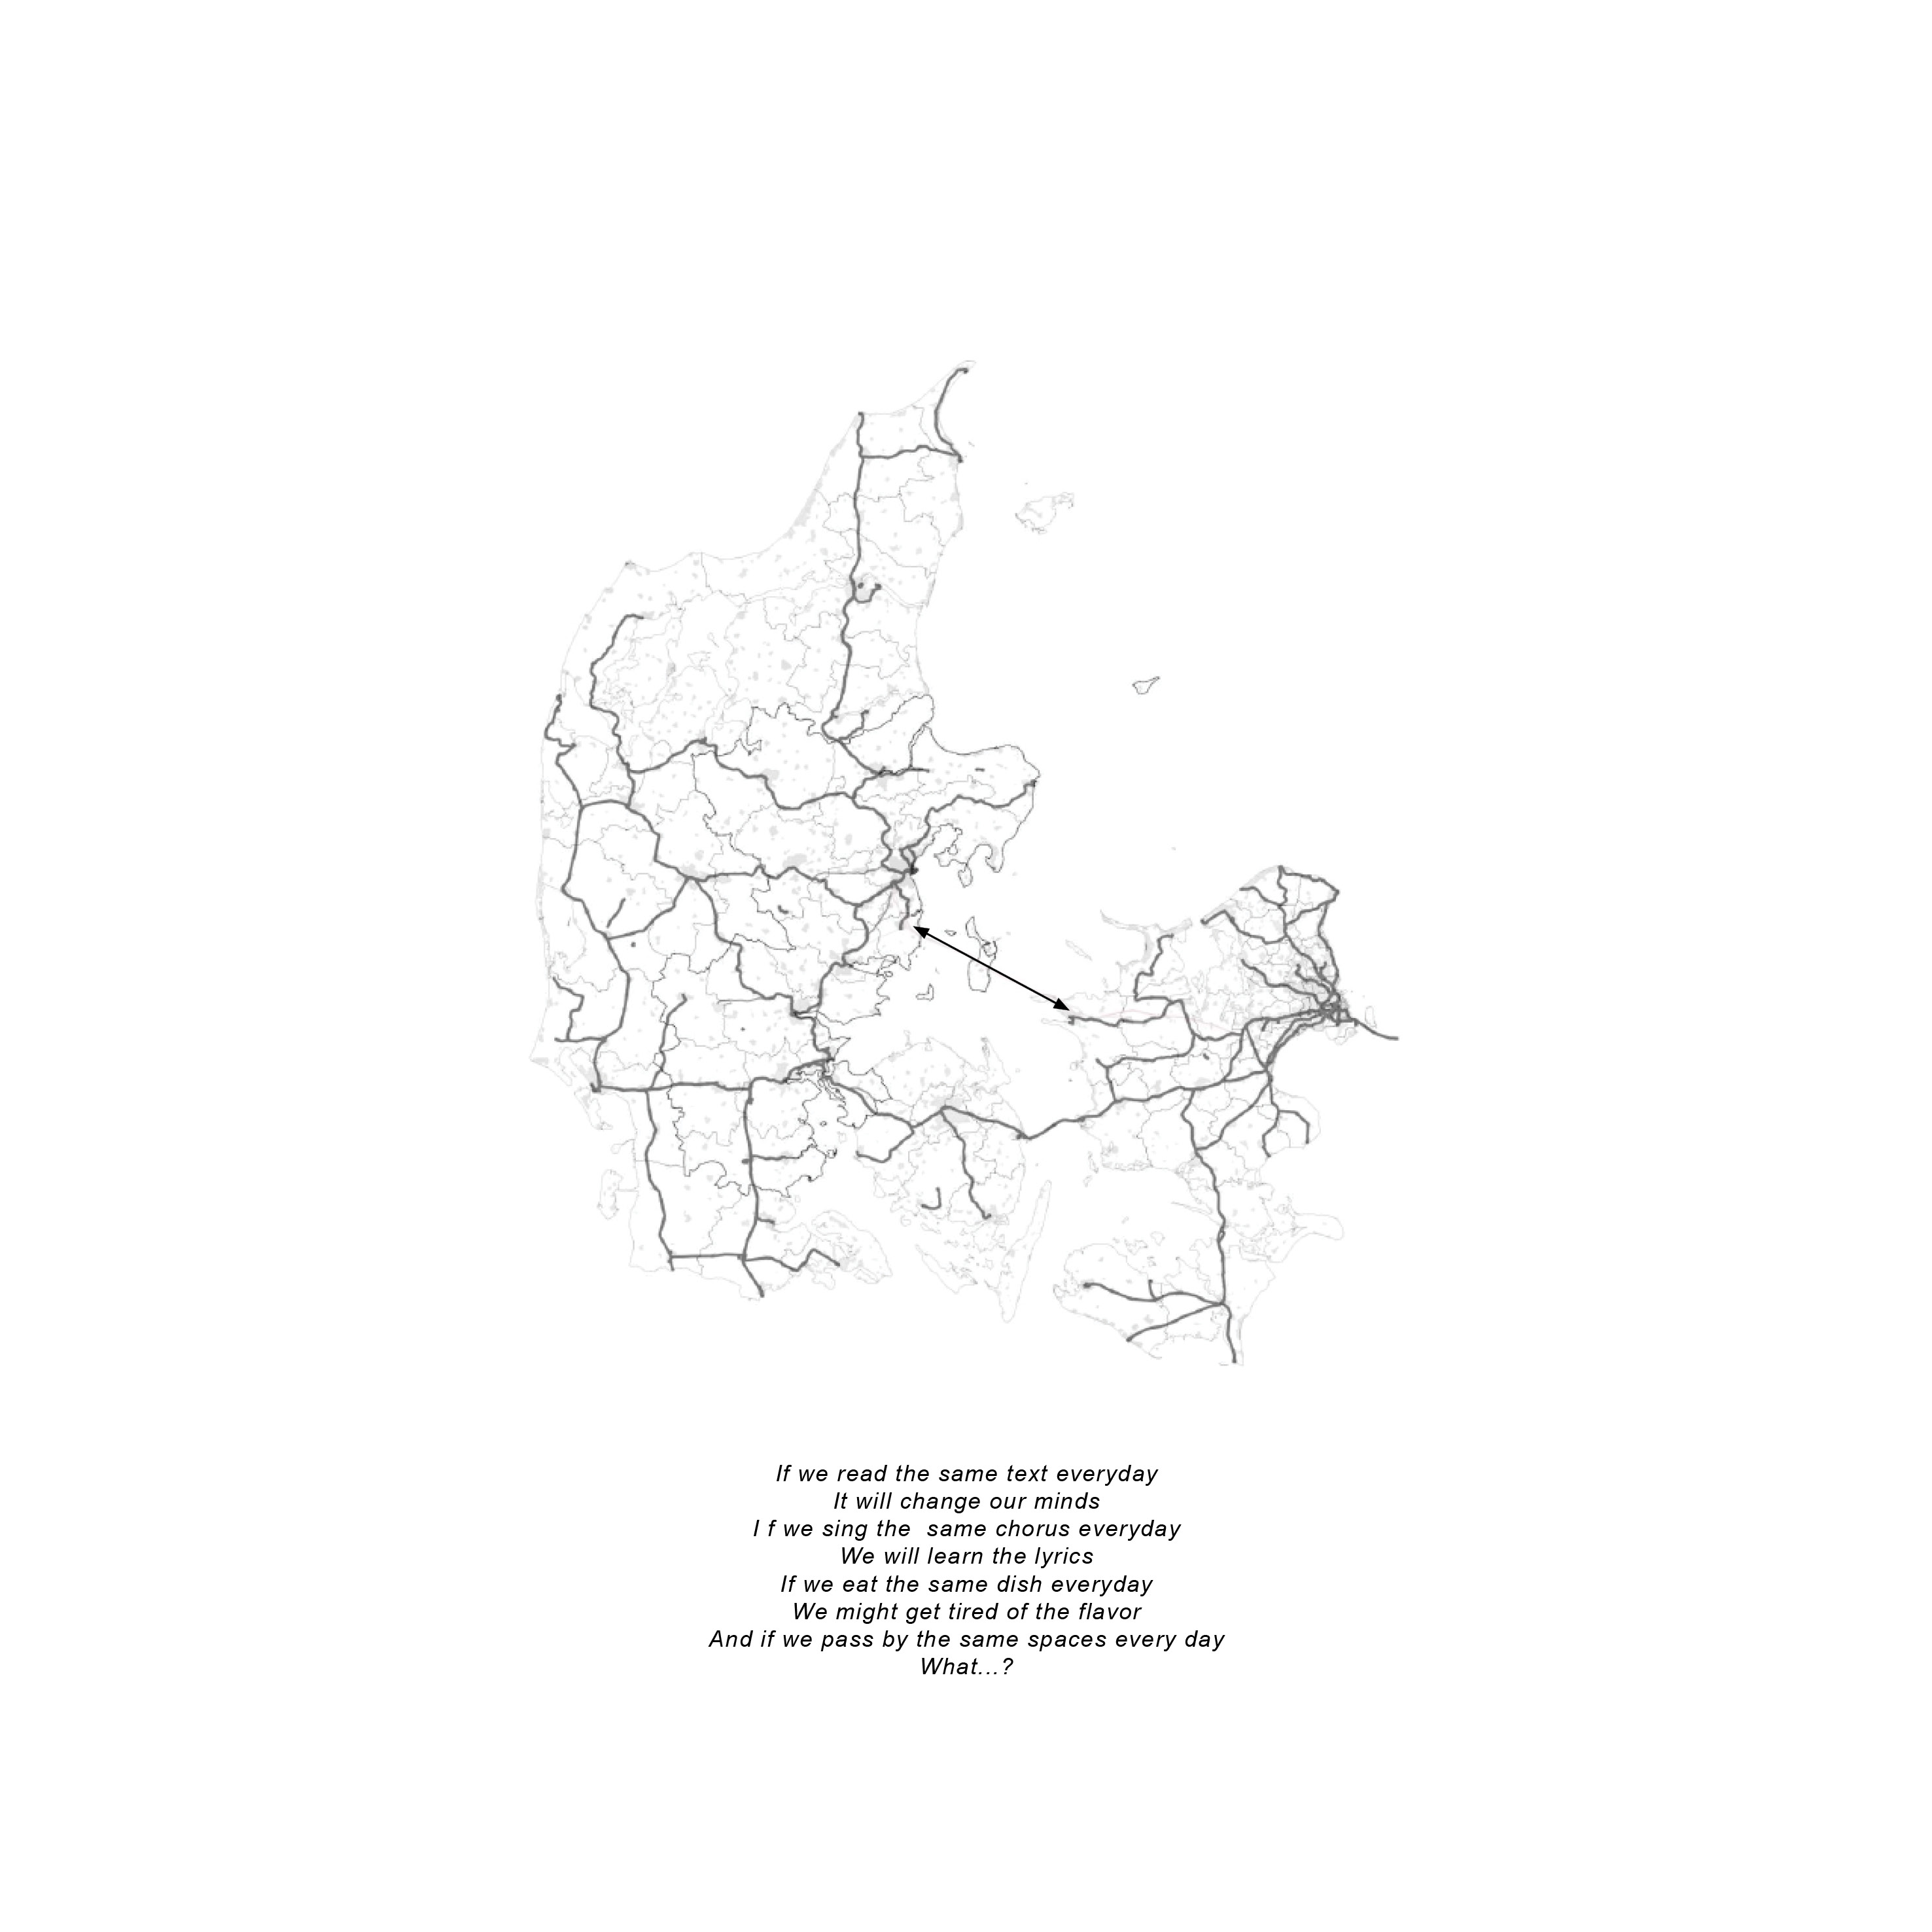 If we read the same text everyday
It will change our minds
I f we sing the  same chorus everyday
We will learn the lyrics
If we eat the same dish everyday
We might get tired of the flavor
And if we pass by the same spaces every day
What...?